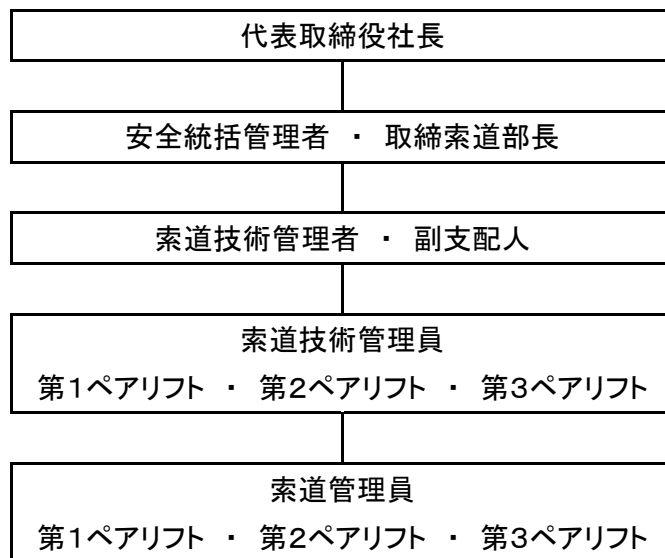 代表取締役社長
安全統括管理者 ・ 取締索道部長
索道技術管理者 ・ 副支配人
索道技術管理員
第1ペアリフト ・ 第2ペアリフト ・ 第3ペアリフト
索道管理員
第1ペアリフト ・ 第2ペアリフト ・ 第3ペアリフト